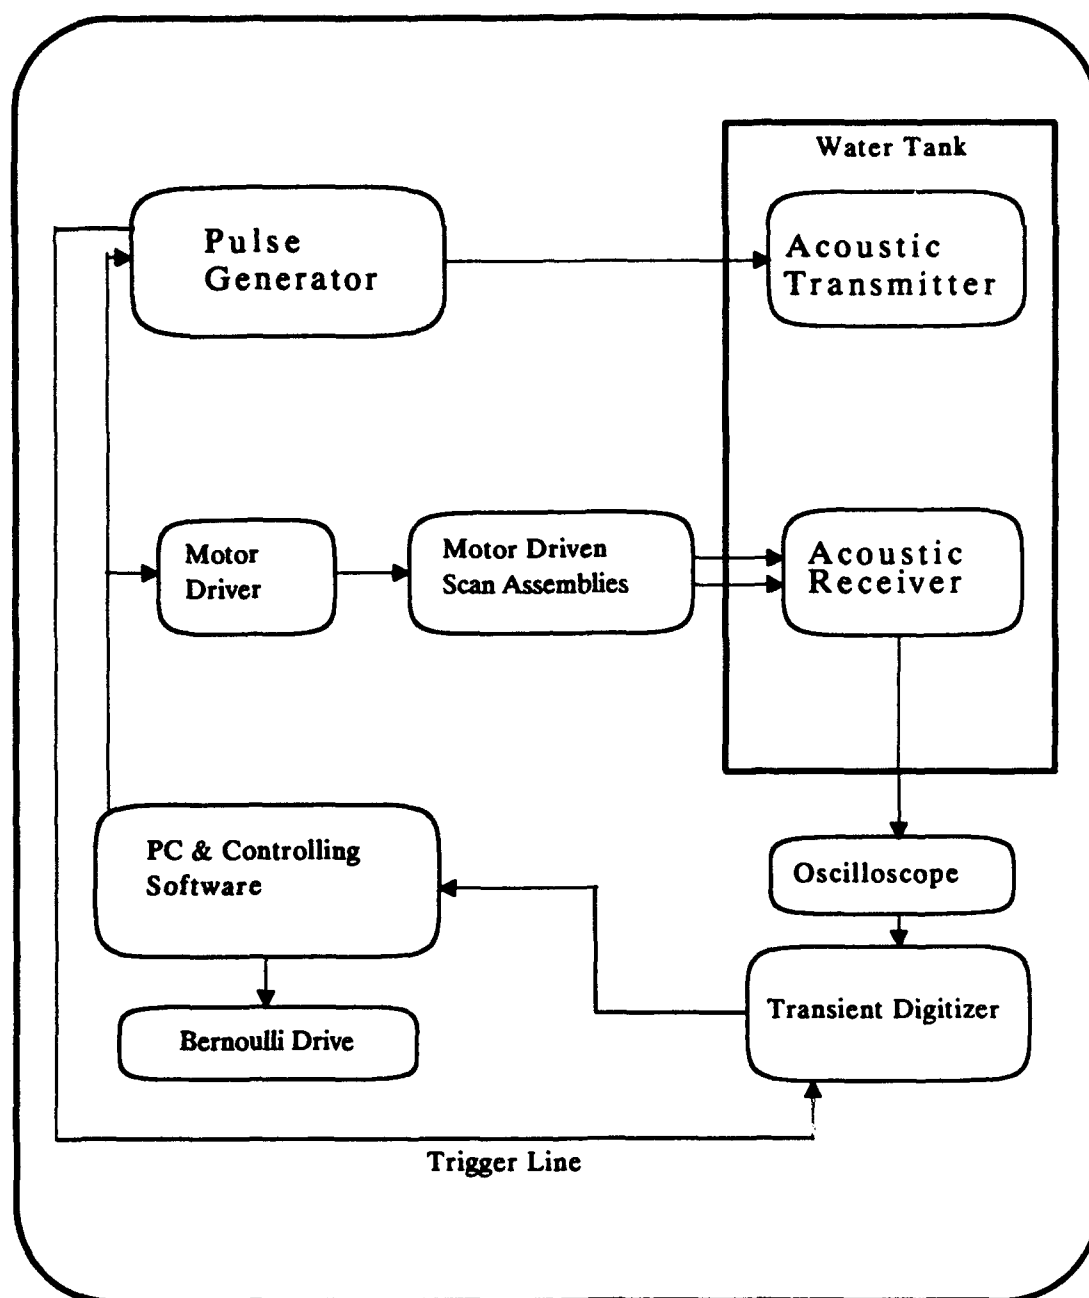 Water Tank
Pulse
Generator
Acoustic
Transmitter
Motor
Driver
Motor Driven
Scan Assemblies
Acoustic
Receiver
PC & Controlling
Software
Oscilloscope
Transient Digitizer
Bernoulli Drive
Trigger Line